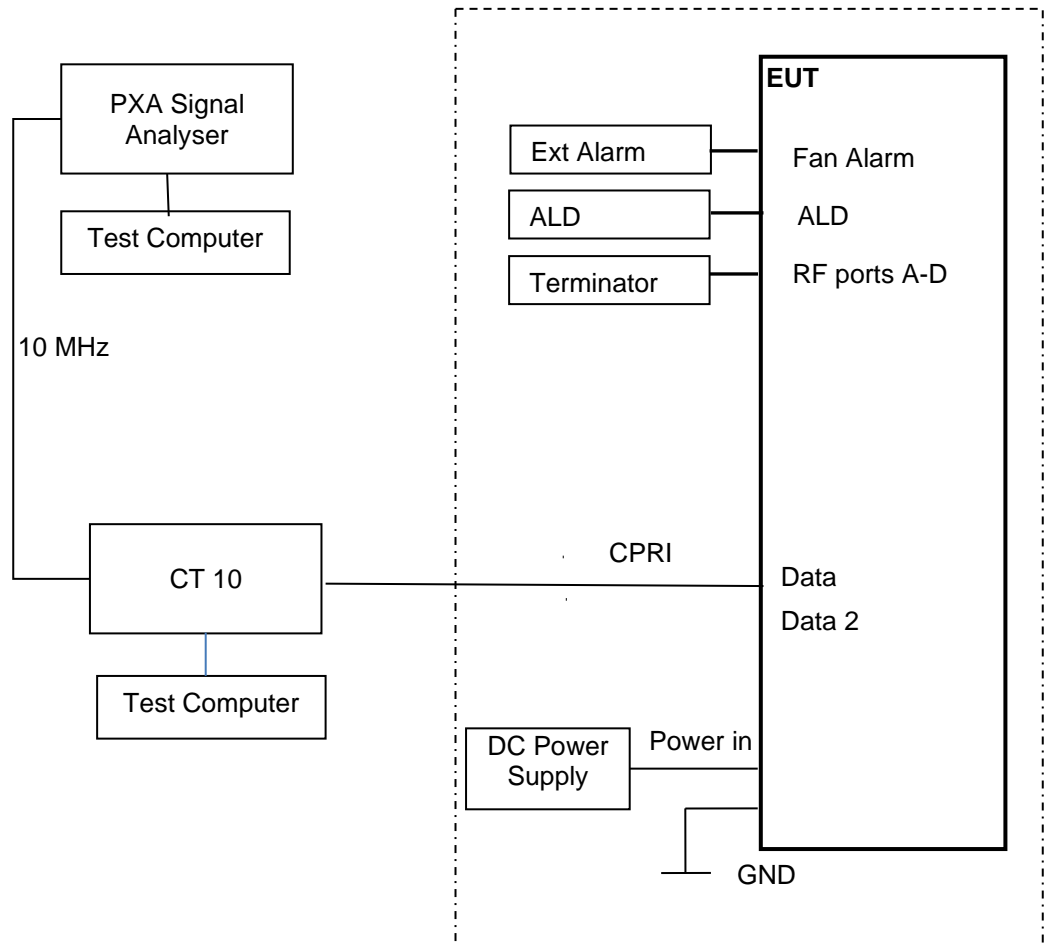 PXA Signal
Analyser
Test Computer
10 MHz
CT 10
Test Computer
EUT
Ext Alarm
Fan Alarm
ALD
ALD
Terminator
RF ports A-D
CPRI
Data
Data 2
DC Power
Supply
Power in
GND